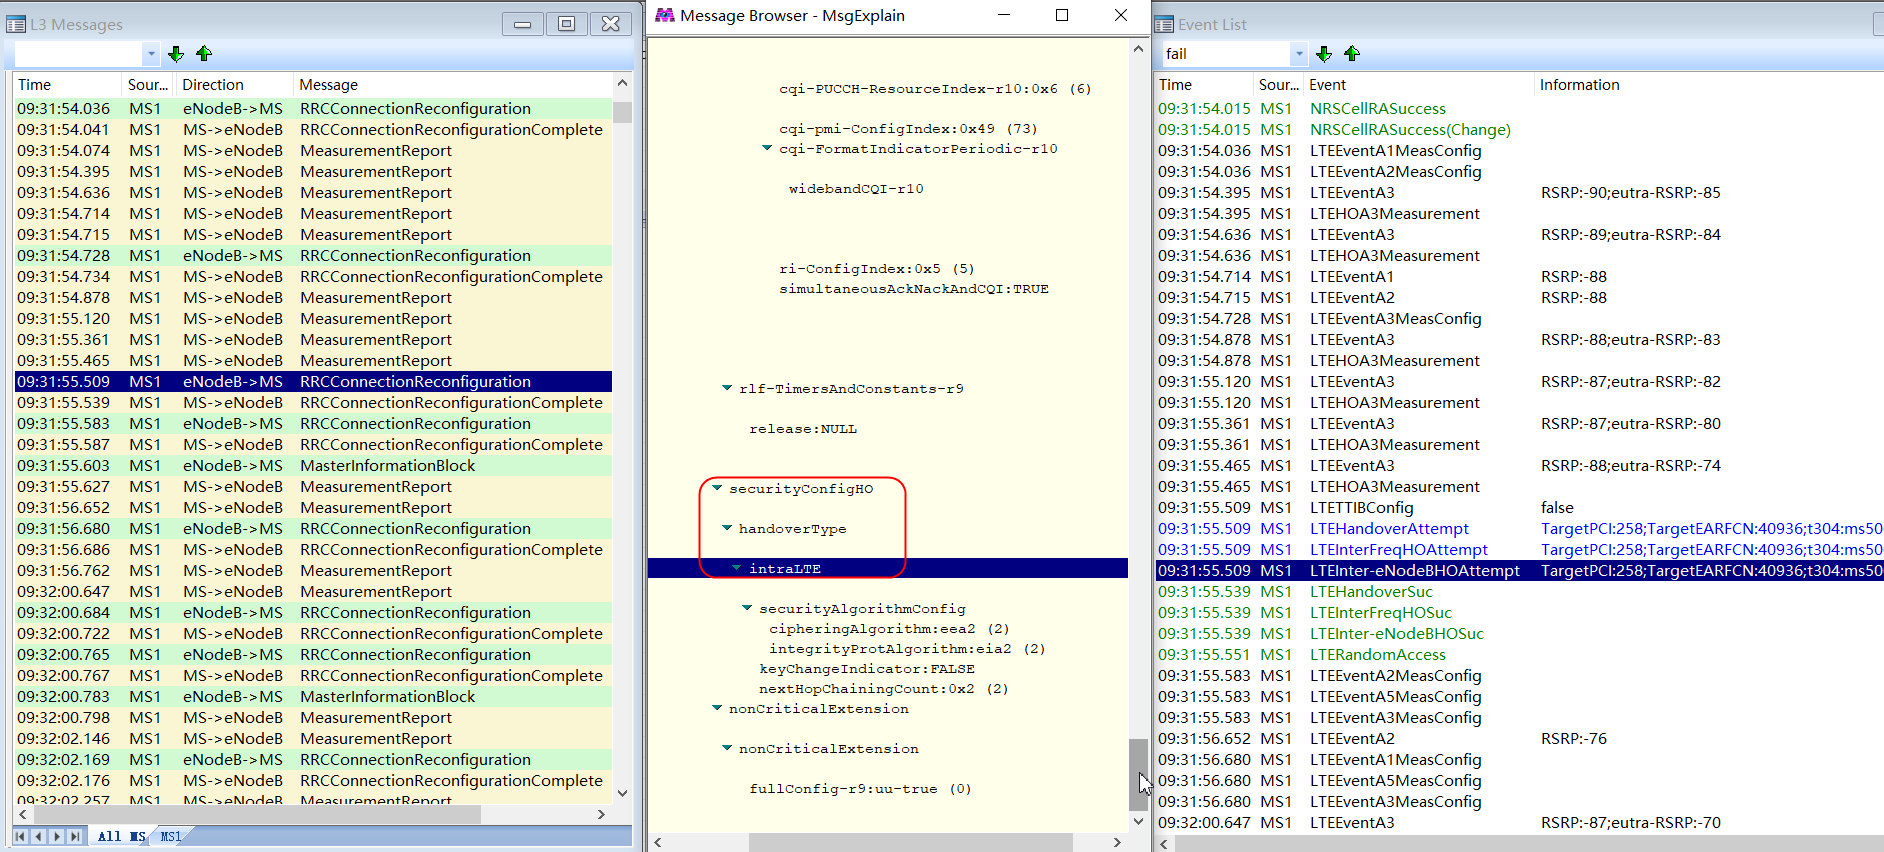 L3 Messages
Time Sour... Direction Message
09:31:54.036 MS1 eNodeB->MS RRCConnectionReconfiguration
09:31:54.041 MS1 MS->eNodeB RRCConnectionReconfigurationComplete
09:31:54.074 MS1 MS->eNodeB MeasurementReport
09:31:54.395 MS1 MS->eNodeB MeasurementReport
09:31:54.636 MS1 MS->eNodeB MeasurementReport
09:31:54.714 MS1 MS->eNodeB MeasurementReport
09:31:54.715 MS1 MS->eNodeB MeasurementReport
09:31:54.728 MS1 eNodeB->MS RRCConnectionReconfiguration
09:31:54.734 MS1 MS->eNodeB RRCConnectionReconfigurationComplete
09:31:54.878 MS1 MS->eNodeB MeasurementReport
09:31:55.120 MS1 MS->eNodeB MeasurementReport
09:31:55.361 MS1 MS->eNodeB MeasurementReport
09:31:55.465 MS1 MS->eNodeB MeasurementReport
09:31:55.509 MS1 eNodeB->MS RRCConnectionReconfiguration
09:31:55.539 MS1 MS->eNodeB RRCConnectionReconfigurationComplete
09:31:55.583 MS1 eNodeB->MS RRCConnectionReconfiguration
09:31:55.587 MS1 MS->eNodeB RRCConnectionReconfigurationComplete
09:31:55.603 MS1 eNodeB->MS MasterInformationBlock
09:31:55.627 MS1 MS->eNodeB MeasurementReport
09:31:56.652 MS1 MS->eNodeB MeasurementReport
09:31:56.680 MS1 eNodeB->MS RRCConnectionReconfiguration
09:31:56.686 MS1 MS->eNodeB RRCConnectionReconfigurationComplete
09:31:56.762 MS1 MS->eNodeB MeasurementReport
09:32:00.647 MS1 MS->eNodeB MeasurementReport
09:32:00.684 MS1 eNodeB->MS RRCConnectionReconfiguration
09:32:00.722 MS1 MS->eNodeB RRCConnectionReconfigurationComplete
09:32:00.765 MS1 eNodeB->MS RRCConnectionReconfiguration
09:32:00.767 MS1 MS->eNodeB RRCConnectionReconfigurationComplete
09:32:00.783 MS1 eNodeB->MS MasterInformationBlock
09:32:00.798 MS1 MS->eNodeB MeasurementReport
09:32:02.146 MS1 MS->eNodeB MeasurementReport
09:32:02.169 MS1 eNodeB->MS RRCConnectionReconfiguration
09:32:02.176 MS1 MS->eNodeB RRCConnectionReconfigurationComplete
09:32:02.257 MS1 MS->eNodeB MeasurementReport
All MS MS1
Message Browser - MsgExplain
cqi-PUCCH-ResourceIndex-r10:0x6 (6)
cqi-pmi-ConfigIndex:0x49 (73)
cqi-FormatIndicatorPeriodic-r10
widebandCQI-r10
ri-ConfigIndex:0x5 (5)
simultaneousAckNackAndCQI:TRUE
rlf-TimersAndConstants-r9
release:NULL
securityConfigHO
handoverType
intraLTE
securityAlgorithmConfig
cipheringAlgorithm:eea2 (2)
integrityProtAlgorithm:eia2 (2)
keyChangeIndicator:FALSE
nextHopChainingCount:0x2 (2)
nonCriticalExtension
nonCriticalExtension
fullConfig-r9:uu-true (0)
Event List
fail
Time Sour... Event Information
09:31:54.015 MS1 NRSCellRASuccess
09:31:54.015 MS1 NRSCellRASuccess(Change)
09:31:54.036 MS1 LTEEventA1MeasConfig
09:31:54.036 MS1 LTEEventA2MeasConfig
09:31:54.395 MS1 LTEEventA3 RSRP:-90;eutra-RSRP:-85
09:31:54.395 MS1 LTEHOA3Measurement
09:31:54.636 MS1 LTEEventA3 RSRP:-89;eutra-RSRP:-84
09:31:54.636 MS1 LTEHOA3Measurement
09:31:54.714 MS1 LTEEventA1 RSRP:-88
09:31:54.715 MS1 LTEEventA2 RSRP:-88
09:31:54.728 MS1 LTEEventA3MeasConfig
09:31:54.878 MS1 LTEEventA3 RSRP:-88;eutra-RSRP:-83
09:31:54.878 MS1 LTEHOA3Measurement
09:31:55.120 MS1 LTEEventA3 RSRP:-87;eutra-RSRP:-82
09:31:55.120 MS1 LTEHOA3Measurement
09:31:55.361 MS1 LTEEventA3 RSRP:-87;eutra-RSRP:-80
09:31:55.361 MS1 LTEHOA3Measurement
09:31:55.465 MS1 LTEEventA3 RSRP:-88;eutra-RSRP:-74
09:31:55.465 MS1 LTEHOA3Measurement
09:31:55.509 MS1 LTETTIBConfig false
09:31:55.509 MS1 LTEHandoverAttempt TargetPCI:258;TargetEARFCN:40936;t304:ms50
09:31:55.509 MS1 LTEInterFreqHOAttempt TargetPCI:258;TargetEARFCN:40936;t304:ms50
09:31:55.509 MS1 LTEInter-eNodeBHOAttempt TargetPCI:258;TargetEARFCN:40936;t304:ms50
09:31:55.539 MS1 LTEHandoverSuc
09:31:55.539 MS1 LTEInterFreqHOSuc
09:31:55.539 MS1 LTEInter-eNodeBHOSuc
09:31:55.551 MS1 LTERandomAccess
09:31:55.583 MS1 LTEEventA2MeasConfig
09:31:55.583 MS1 LTEEventA5MeasConfig
09:31:55.583 MS1 LTEEventA3MeasConfig
09:31:56.652 MS1 LTEEventA2 RSRP:-76
09:31:56.680 MS1 LTEEventA1MeasConfig
09:31:56.680 MS1 LTEEventA5MeasConfig
09:31:56.680 MS1 LTEEventA3MeasConfig
09:32:00.647 MS1 LTEEventA3 RSRP:-87;eutra-RSRP:-70